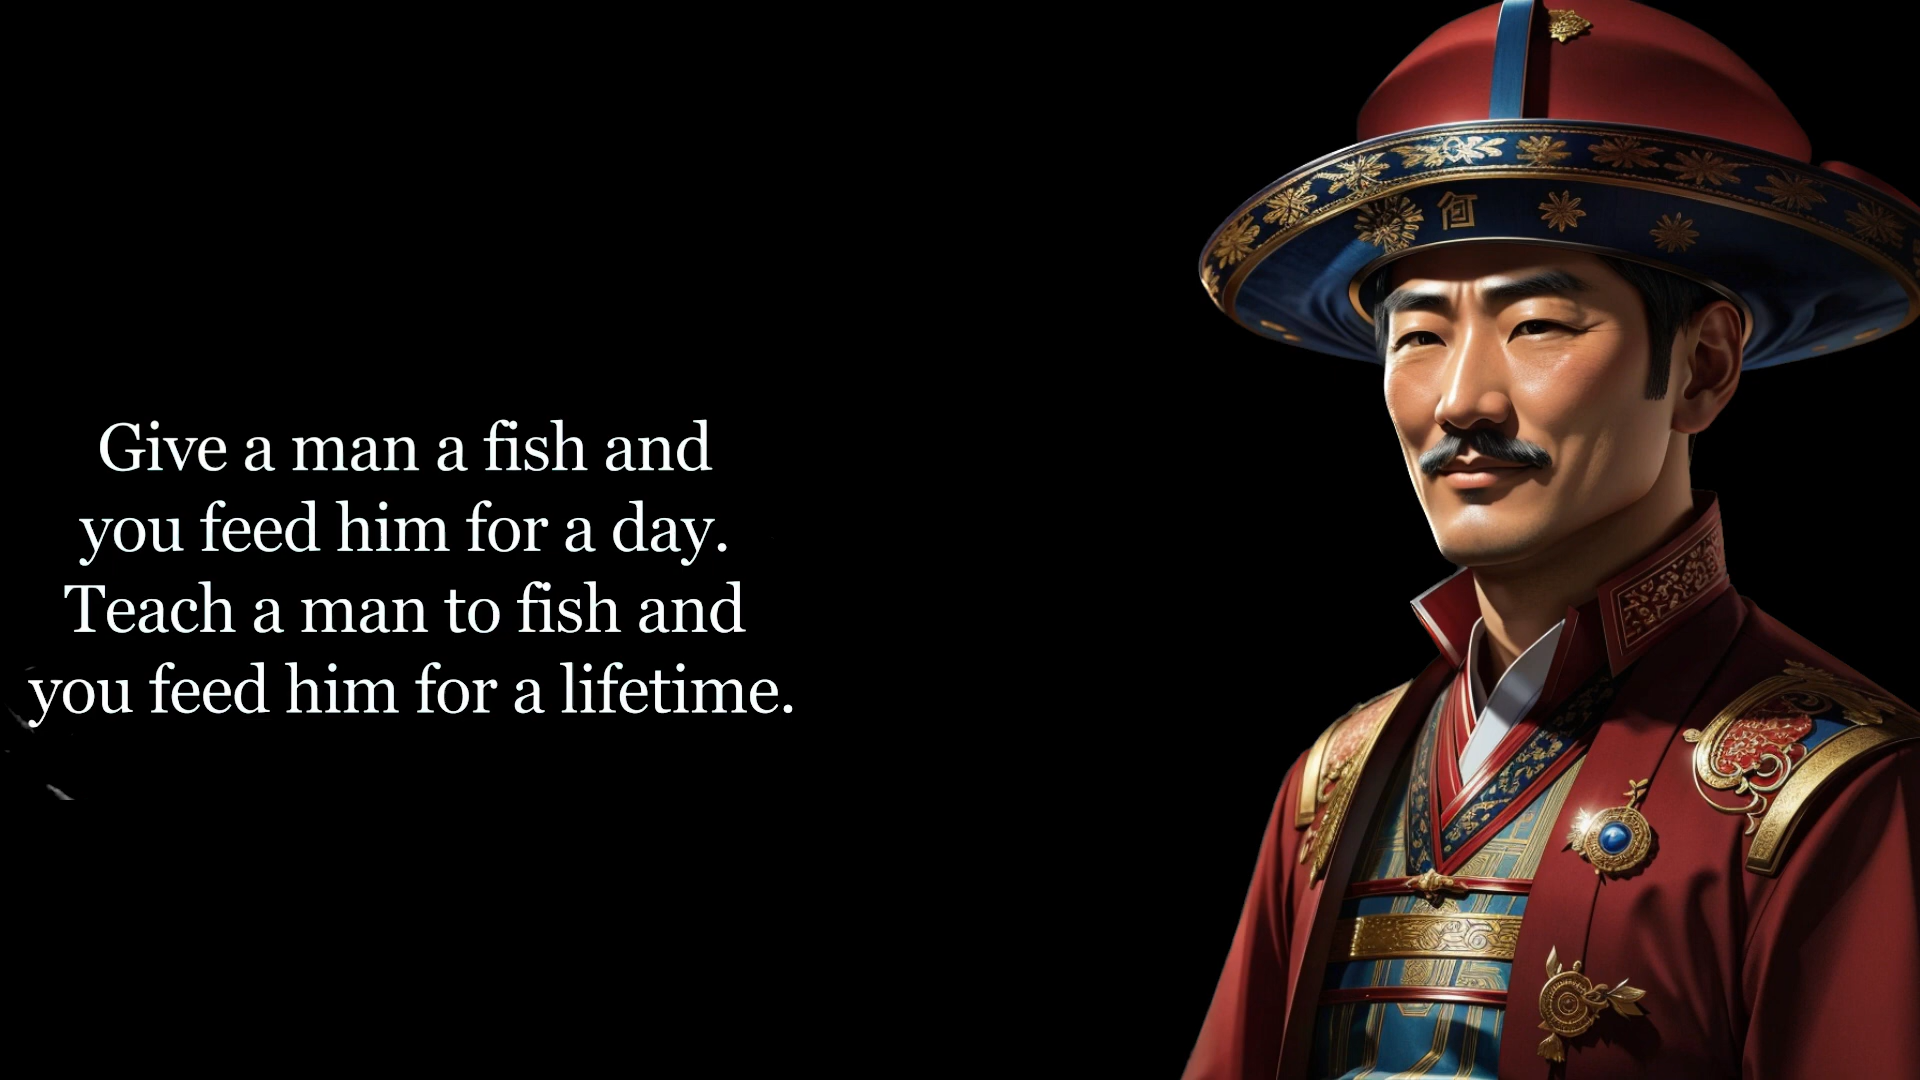 Give a man a fish and
you feed him for a day.
Teach a man to fish and
you feed him for a lifetime.